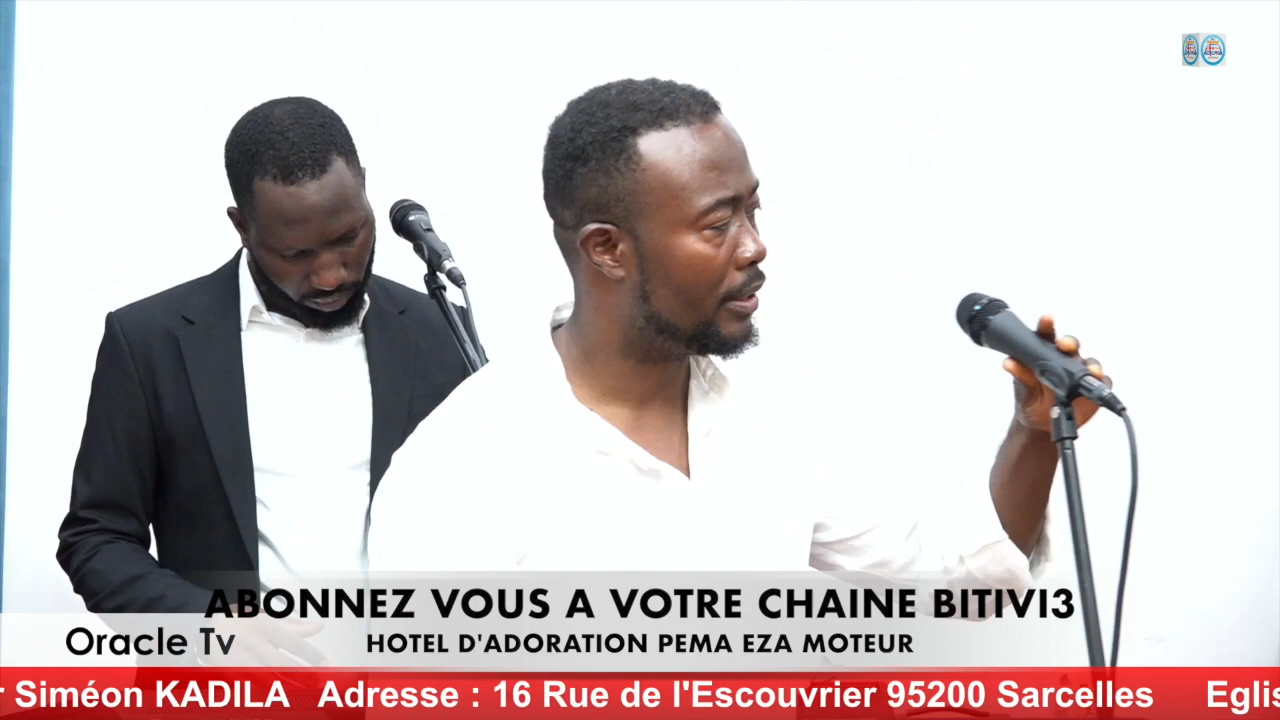 ABONNEZ VOUS A VOTRE CHAINE BITIVI3
Oracle Tv
HOTEL D'ADORATION PEMA EZA MOTEUR
r Siméon KADILA Adresse : 16 Rue de l'Escouvrier 95200 Sarcelles Eglis